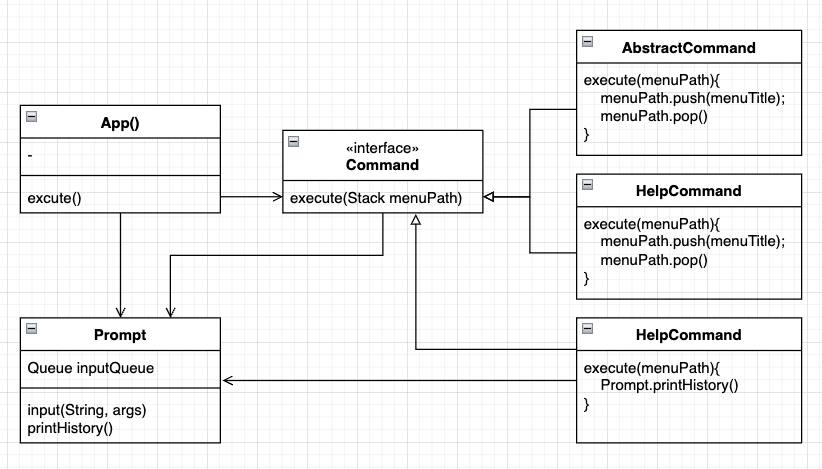 App()
-
excute()
«interface»
Command
execute(Stack menuPath)
AbstractCommand
execute(menuPath){
menuPath.push(menuTitle);
menuPath.pop()
}
HelpCommand
execute(menuPath){
menuPath.push(menuTitle);
menuPath.pop()
}
Prompt
Queue inputQueue
input(String, args)
printHistory()
HelpCommand
execute(menuPath){
Prompt.printHistory()
}